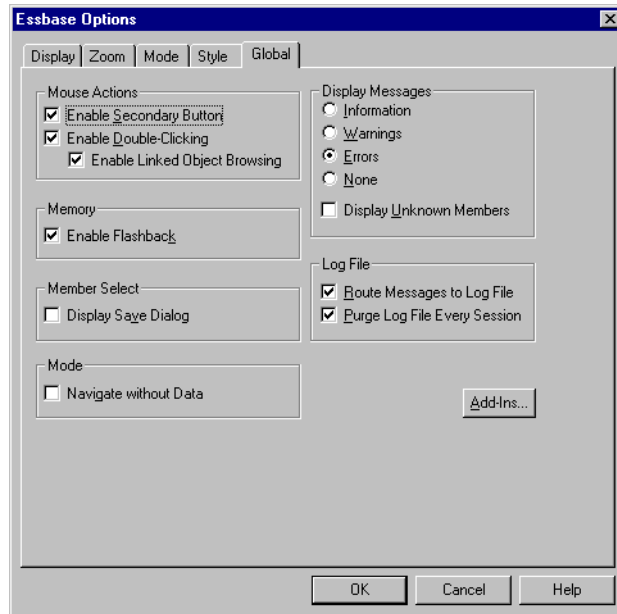 Essbase Options
Display
Zoom
Mode
Style
Global
Mouse Actions
Enable Secondary Button
Enable Double-Clicking
Enable Linked Object Browsing
Memory
Enable Flashback
Member Select
Display Save Dialog
Mode
Navigate without Data
Display Messages
Information
Warnings
Errors
None
Display Unknown Members
Log File
Route Messages to Log File
Purge Log File Every Session
Add-Ins...
OK
Cancel
Help